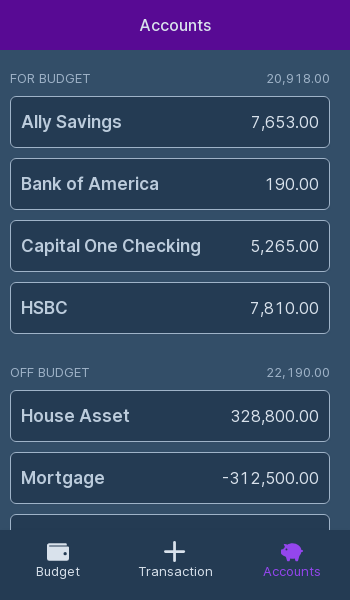 Accounts
FOR BUDGET 20,918.00
Ally Savings 7,653.00
Bank of America 190.00
Capital One Checking 5,265.00
HSBC 7,810.00
OFF BUDGET 22,190.00
House Asset 328,800.00
Mortgage -312,500.00
Budget Transaction Accounts